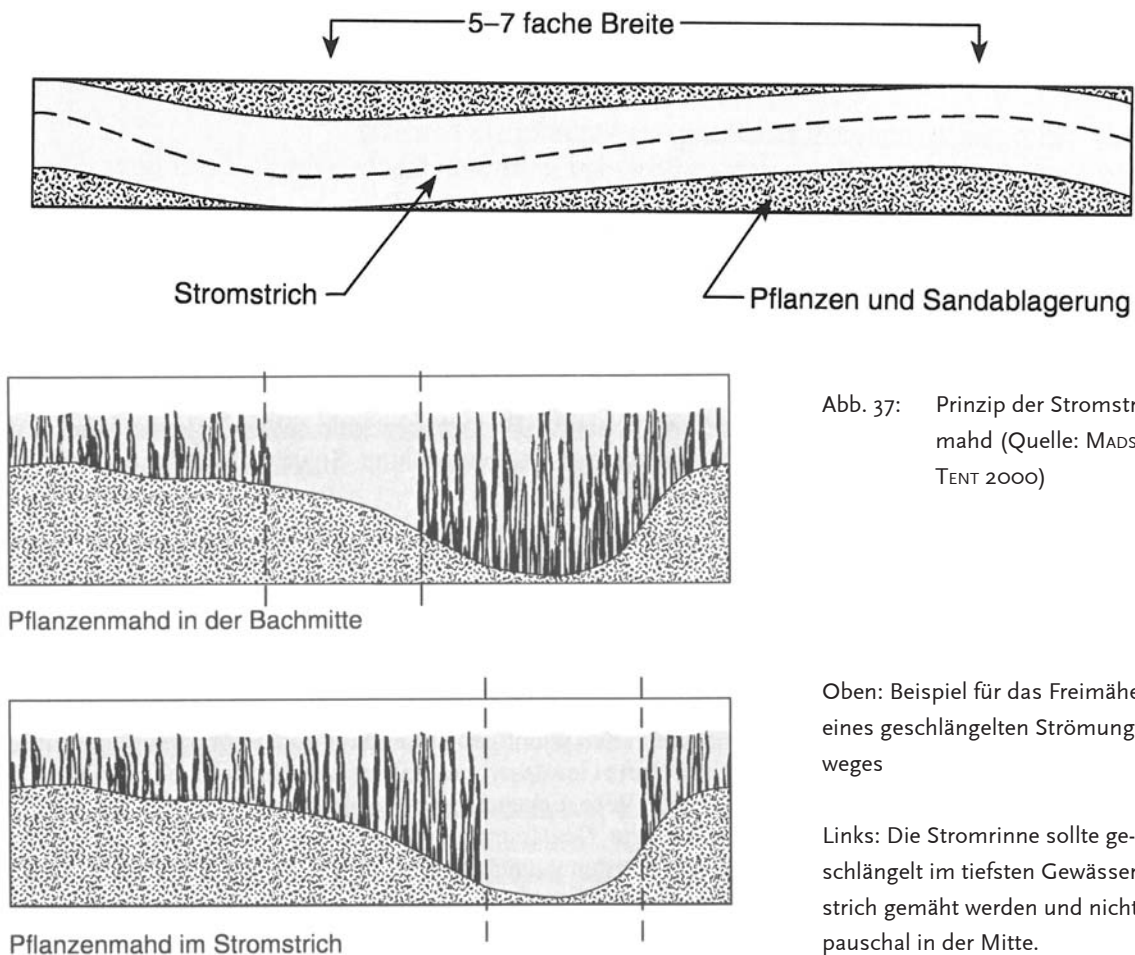 5–7 fache Breite
Stromstrich
Pflanzen und Sandablagerung
Abb. 37: Prinzip der Stromstr
mahd (Quelle: MADS
TENT 2000)
Pflanzenmahd in der Bachmitte
Oben: Beispiel für das Freimähe
eines geschlängelten Strömung
weges
Links: Die Stromrinne sollte ge-
schlängelt im tiefsten Gewässer
strich gemäht werden und nicht
pauschal in der Mitte.
Pflanzenmahd im Stromstrich